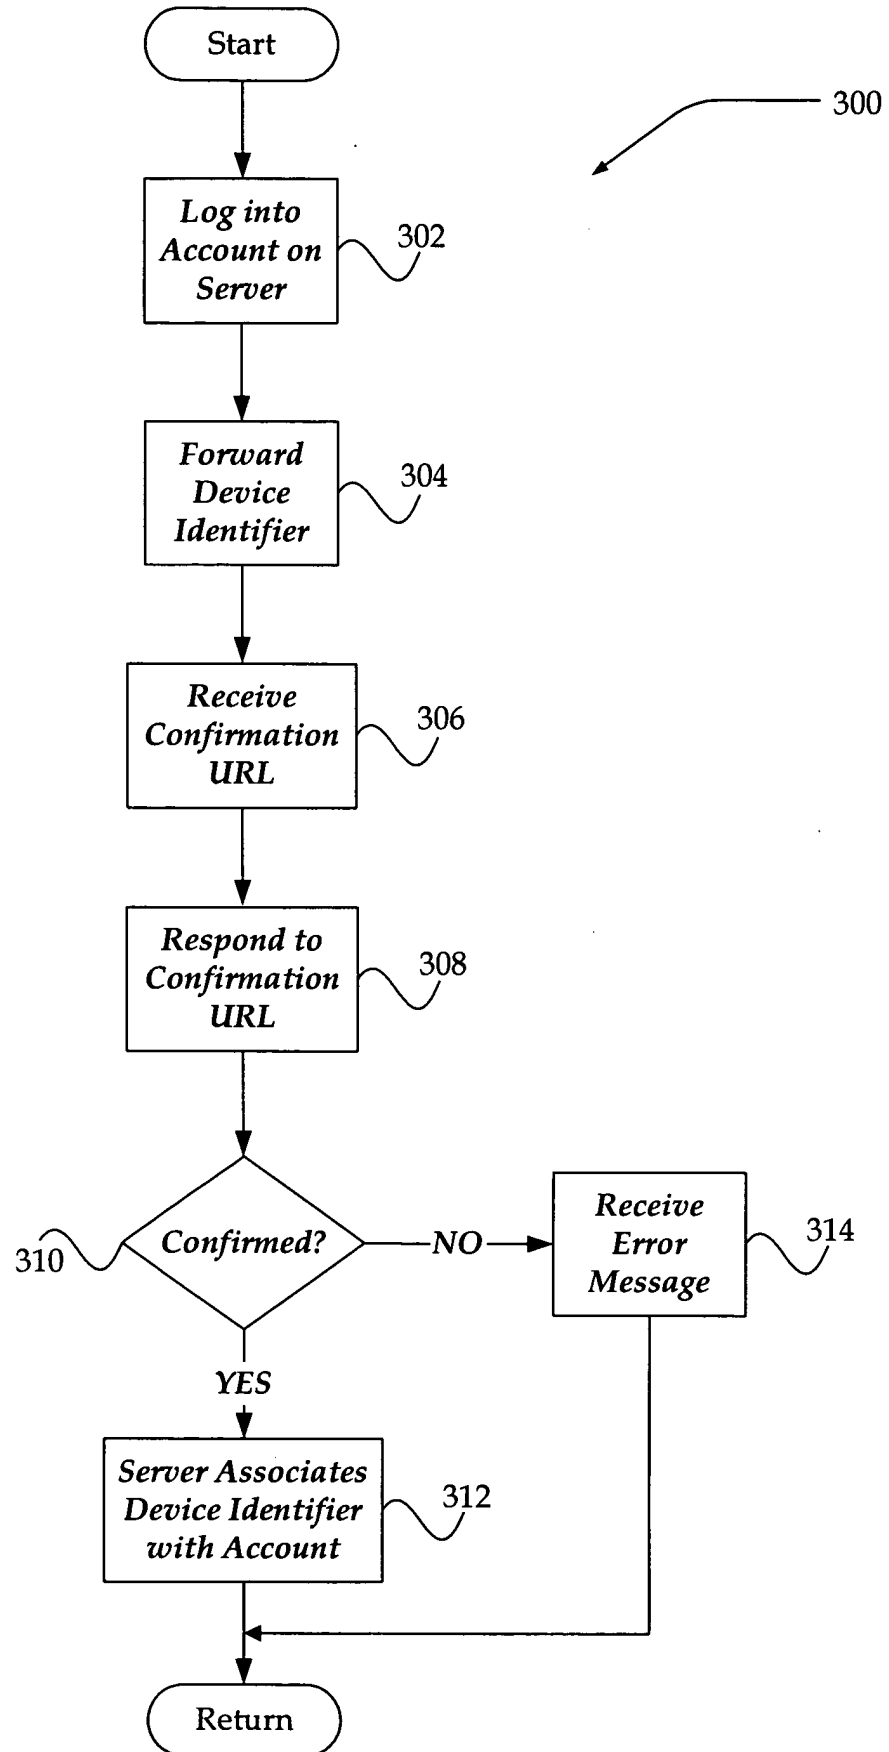 Start
300
Log into
Account on
Server
302
Forward
Device
Identifier
304
Receive
Confirmation
URL
306
Respond to
Confirmation
URL
308
Confirmed?
310
NO
Receive
Error
Message
314
YES
Server Associates
Device Identifier
with Account
312
Return